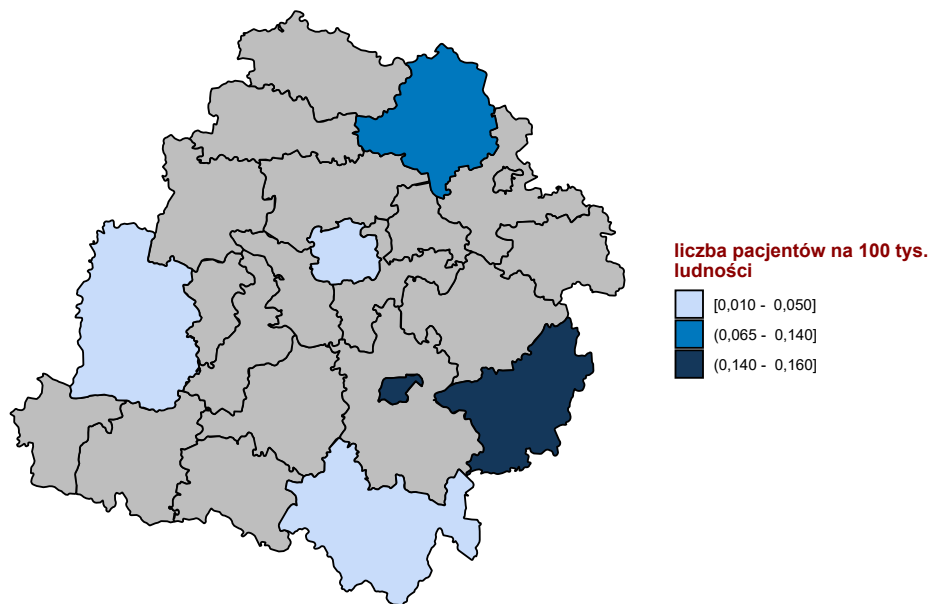 liczba pacjentów na 100 tys.
ludności
[0,010 - 0,050]
(0,065 - 0,140]
(0,140 - 0,160]